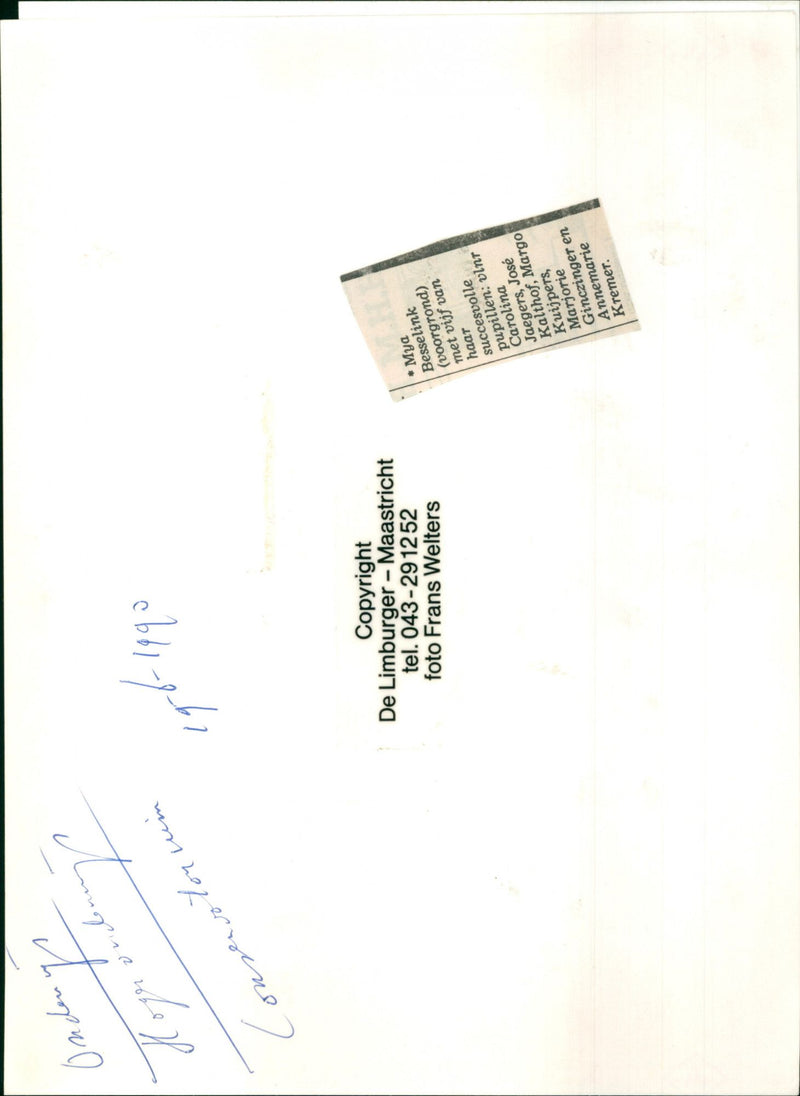 * Mya
Besselink
(voorgrond)
met vijf van
haar
succesvolle
pupillen: vlnr
Carolina
Jaegers, José
Kalthof, Margo
Kuijpers,
Marjorie
Ginczinger en
Annemarie
Kremer.
Copyright
De Limburger - Maastricht
tel. 043-291252
foto Frans Welters
Onderwijs
Hoger onderwijs
Conservatorium
19-6-1990